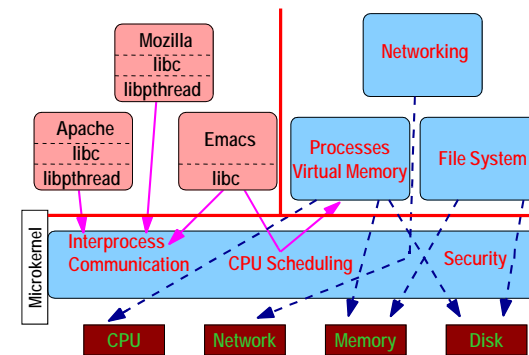 Mozilla
libc
libpthread
Networking
Apache
libc
libpthread
Emacs
libc
Processes
Virtual Memory
File System
Microkernel
Interprocess
Communication
CPU Scheduling
Security
CPU
Network
Memory
Disk